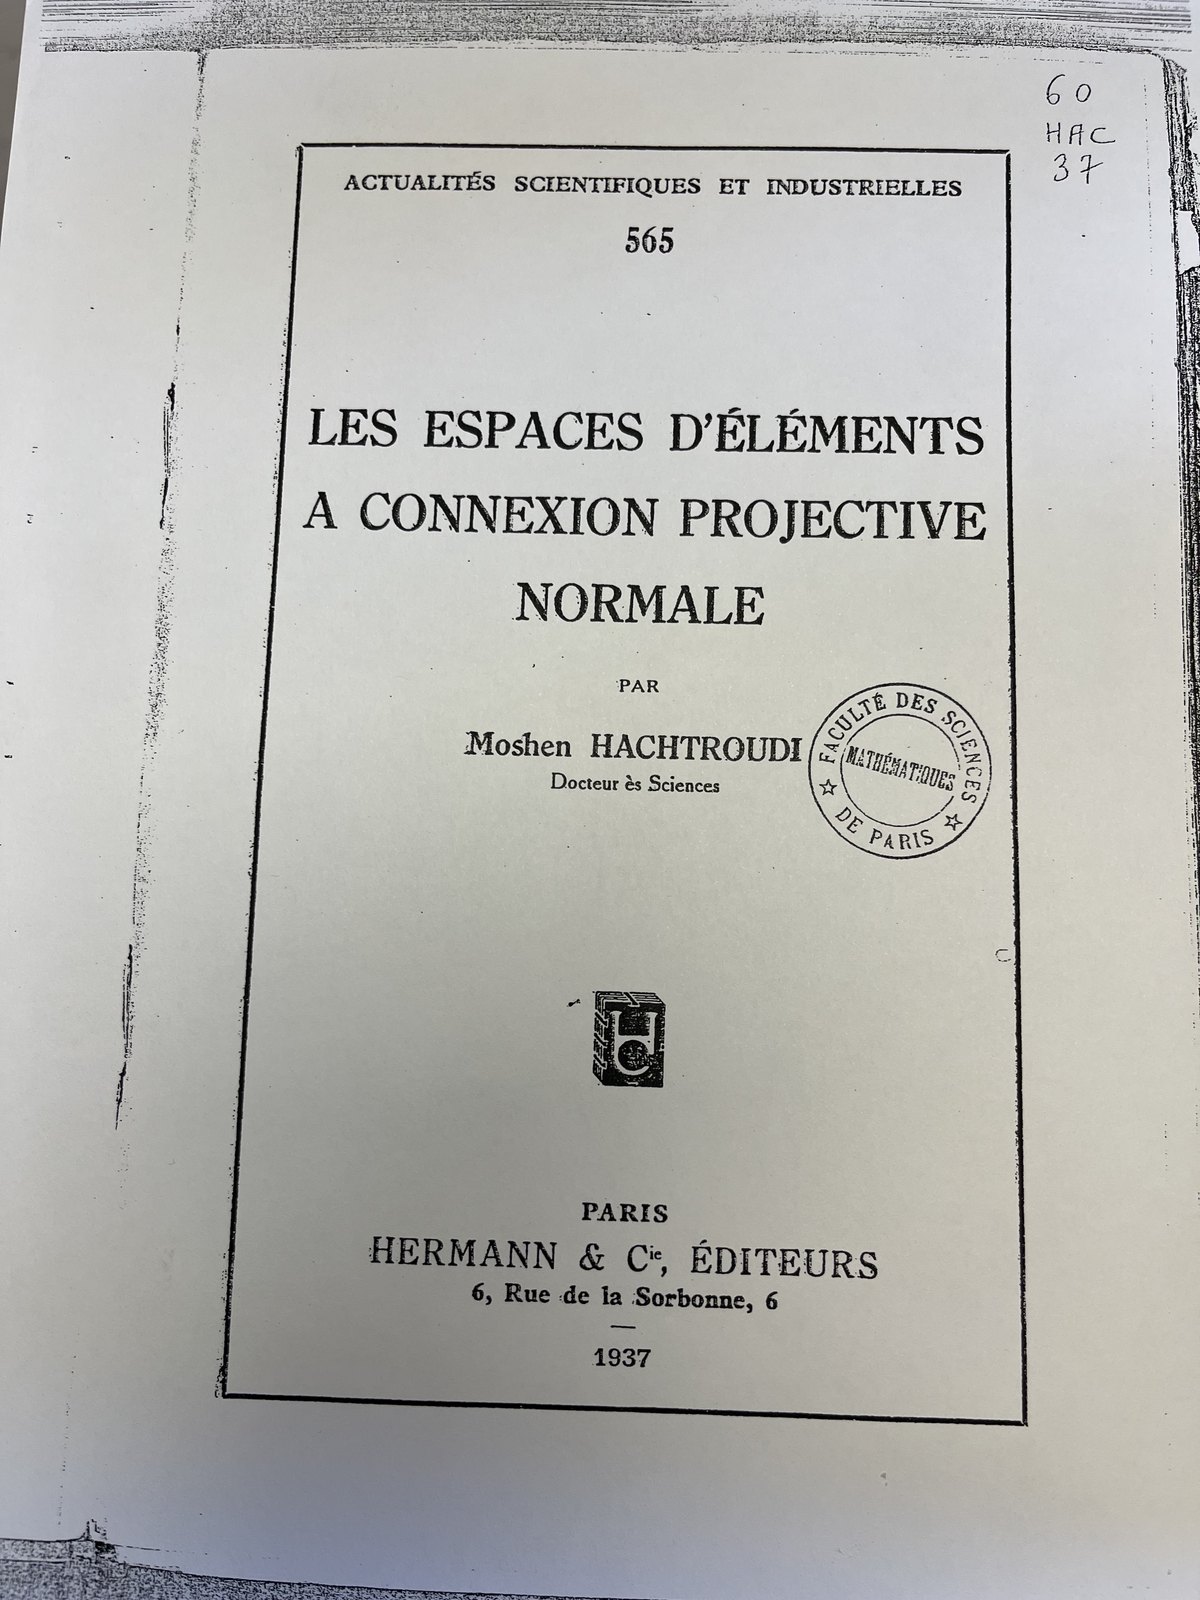 60
HAC
37
ACTUALITÉS SCIENTIFIQUES ET INDUSTRIELLES
565
LES ESPACES D'ÉLÉMENTS
A CONNEXION PROJECTIVE
NORMALE
PAR
Moshen HACHTROUDI
Docteur ès Sciences
FACULTÉ DES SCIENCES
MATHÉMATIQUES
DE PARIS
HC
PARIS
HERMANN & Cie, ÉDITEURS
6, Rue de la Sorbonne, 6
1937